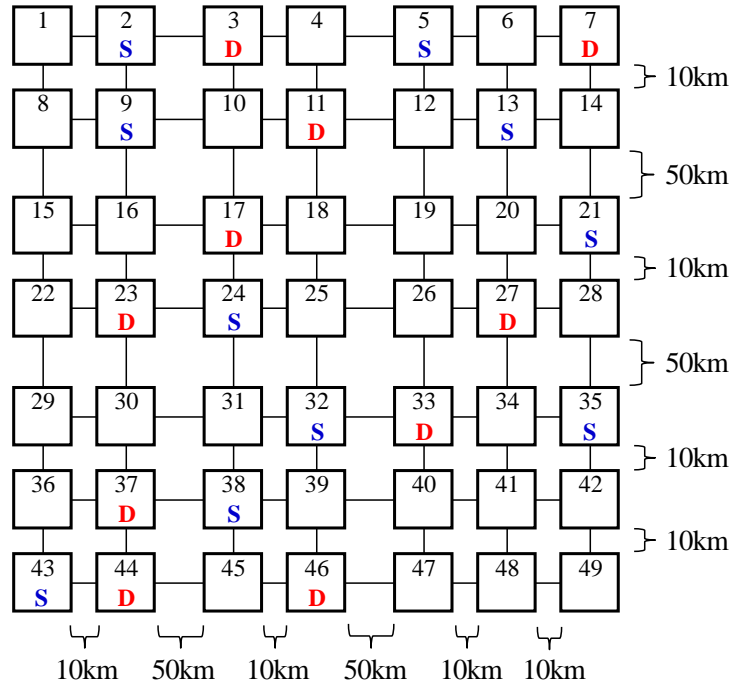 1 2 3 4 5 6 7
S D S D
10km
8 9 10 11 12 13 14
S D S
50km
15 16 17 18 19 20 21
D S
10km
22 23 24 25 26 27 28
D S D
50km
29 30 31 32 33 34 35
S D S
10km
36 37 38 39 40 41 42
D S
10km
43 44 45 46 47 48 49
S D D
10km 50km 10km 50km 10km 10km